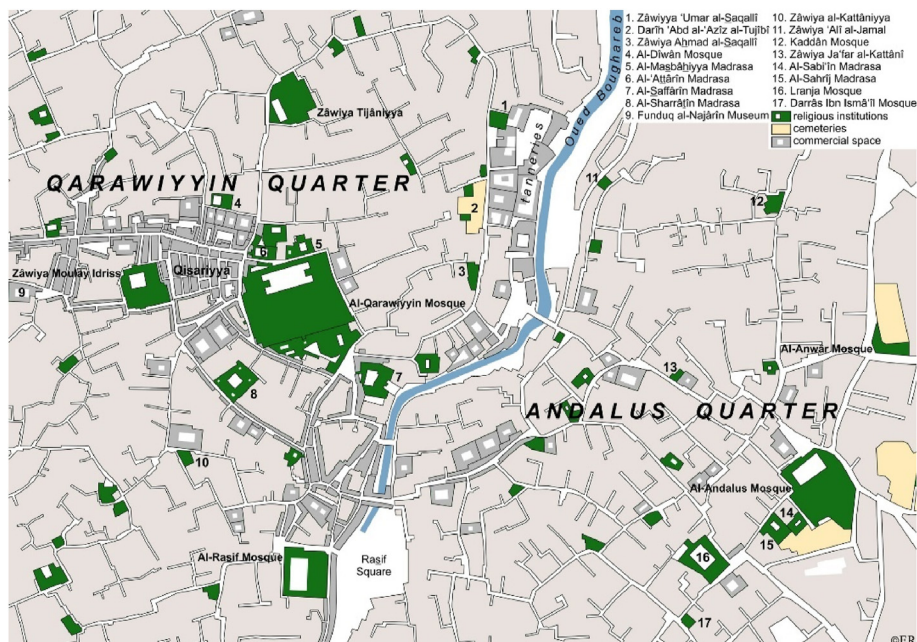 1. Zâwiyya 'Umar al-Ṣaqallî
2. Darîh 'Abd al-'Azîz al-Tujîbî
3. Zâwiya Aḥmad al-Ṣaqallî
4. Al-Dîwân Mosque
5. Al-Maṣbâḥiyya Madrasa
6. Al-'Aṭṭârîn Madrasa
7. Al-Ṣaffârîn Madrasa
8. Al-Sharrâṭîn Madrasa
9. Funduq al-Najârîn Museum
10. Zâwiya al-Kattâniyya
11. Zâwiya 'Alî al-Jamal
12. Kaddân Mosque
13. Zâwiya Ja'far al-Kattânî
14. Al-Sabi'în Madrasa
15. Al-Sahrîj Madrasa
16. Lranja Mosque
17. Darrâs Ibn Ismâ'îl Mosque
religious institutions
cemeteries
commercial space
Zâwiya Tijâniyya
1
tanneries
Oued Boughareb
QARAWIYYIN QUARTER
11
12
4
2
6
5
3
Zâwiya Moulay Idriss
Qiṣariyya
9
Al-Qarawiyyin Mosque
7
8
13
Al-Anwâr Mosque
ANDALUS QUARTER
10
Al-Andalus Mosque
14
15
16
Al-Raṣif Mosque
Raṣif
Square
17
©FR